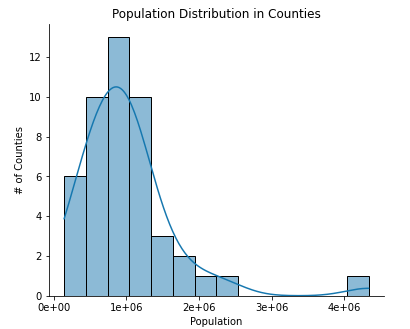 Population Distribution in Counties
# of Counties
12
10
8
6
4
2
0
0e+00 1e+06 2e+06 3e+06 4e+06
Population